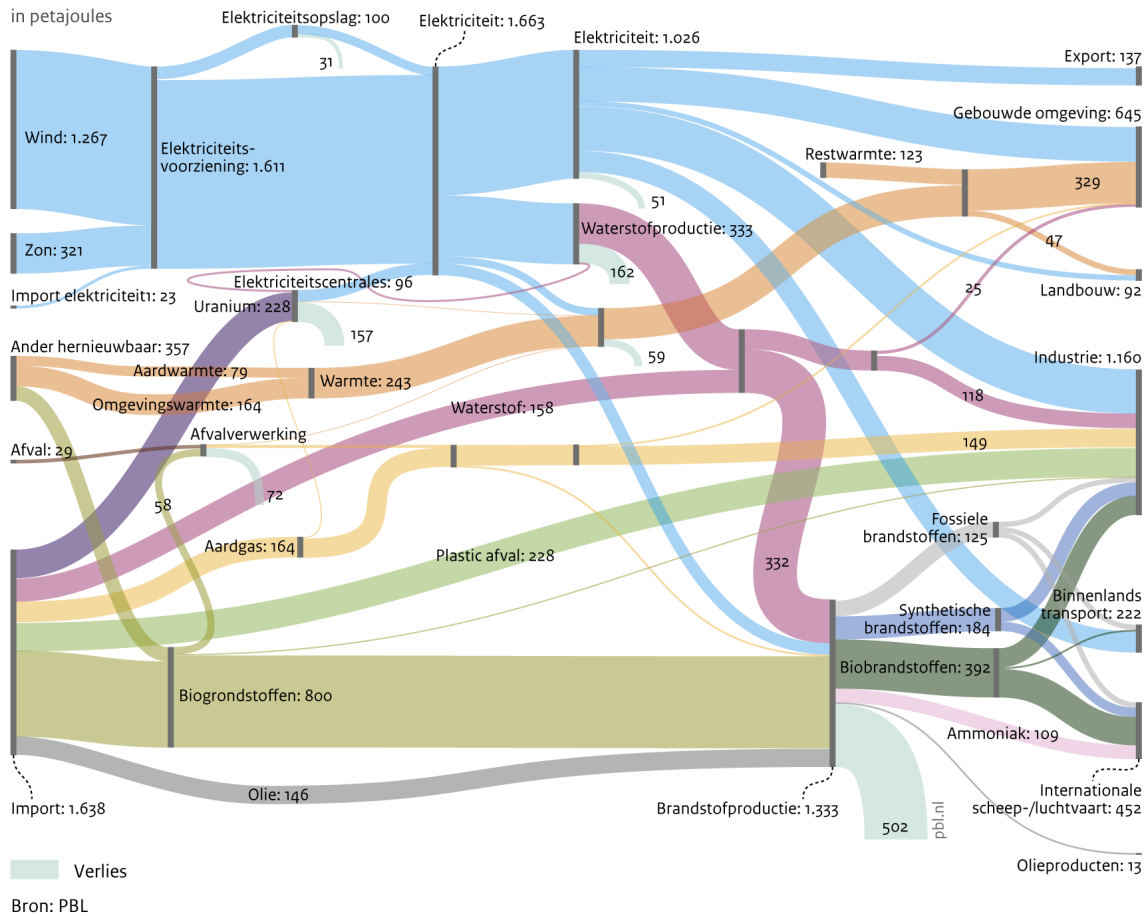 in petajoules
Elektriciteitsopslag: 100
Elektriciteit: 1.663
Elektriciteit: 1.026
31
Export: 137
Wind: 1.267
Elektriciteits-
voorziening: 1.611
Gebouwde omgeving: 645
Restwarmte: 123
329
51
Zon: 321
Waterstofproductie: 333
47
162
Elektriciteitscentrales: 96
Import elektriciteit1: 23
Uranium: 228
25
Landbouw: 92
157
Ander hernieuwbaar: 357
59
Industrie: 1.160
Aardwarmte: 79
Warmte: 243
Omgevingswarmte: 164
Waterstof: 158
118
Afvalverwerking
Afval: 29
149
72
58
Aardgas: 164
Plastic afval: 228
Fossiele
brandstoffen: 125
332
Binnenlands
transport: 222
Synthetische
brandstoffen: 184
Biobrandstoffen: 392
Biogrondstoffen: 800
Ammoniak: 109
Olie: 146
Import: 1.638
Brandstofproductie: 1.333
Internationale
scheep-/luchtvaart: 452
502
pbl.nl
Olieproducten: 13
Verlies
Bron: PBL